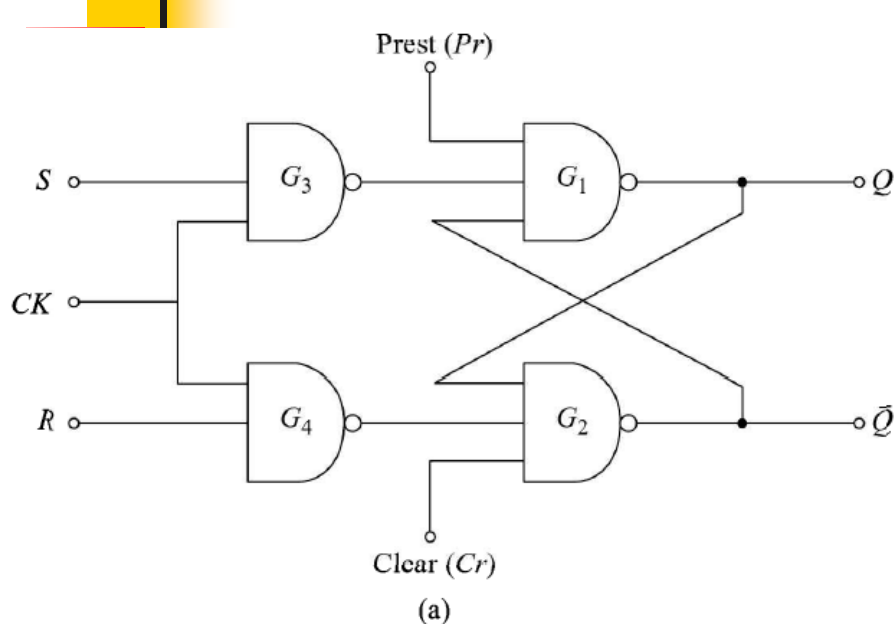 Prest (Pr)
S
G₃
G₁
Q
CK
R
G₄
G₂
Q̄
Clear (Cr)
(a)